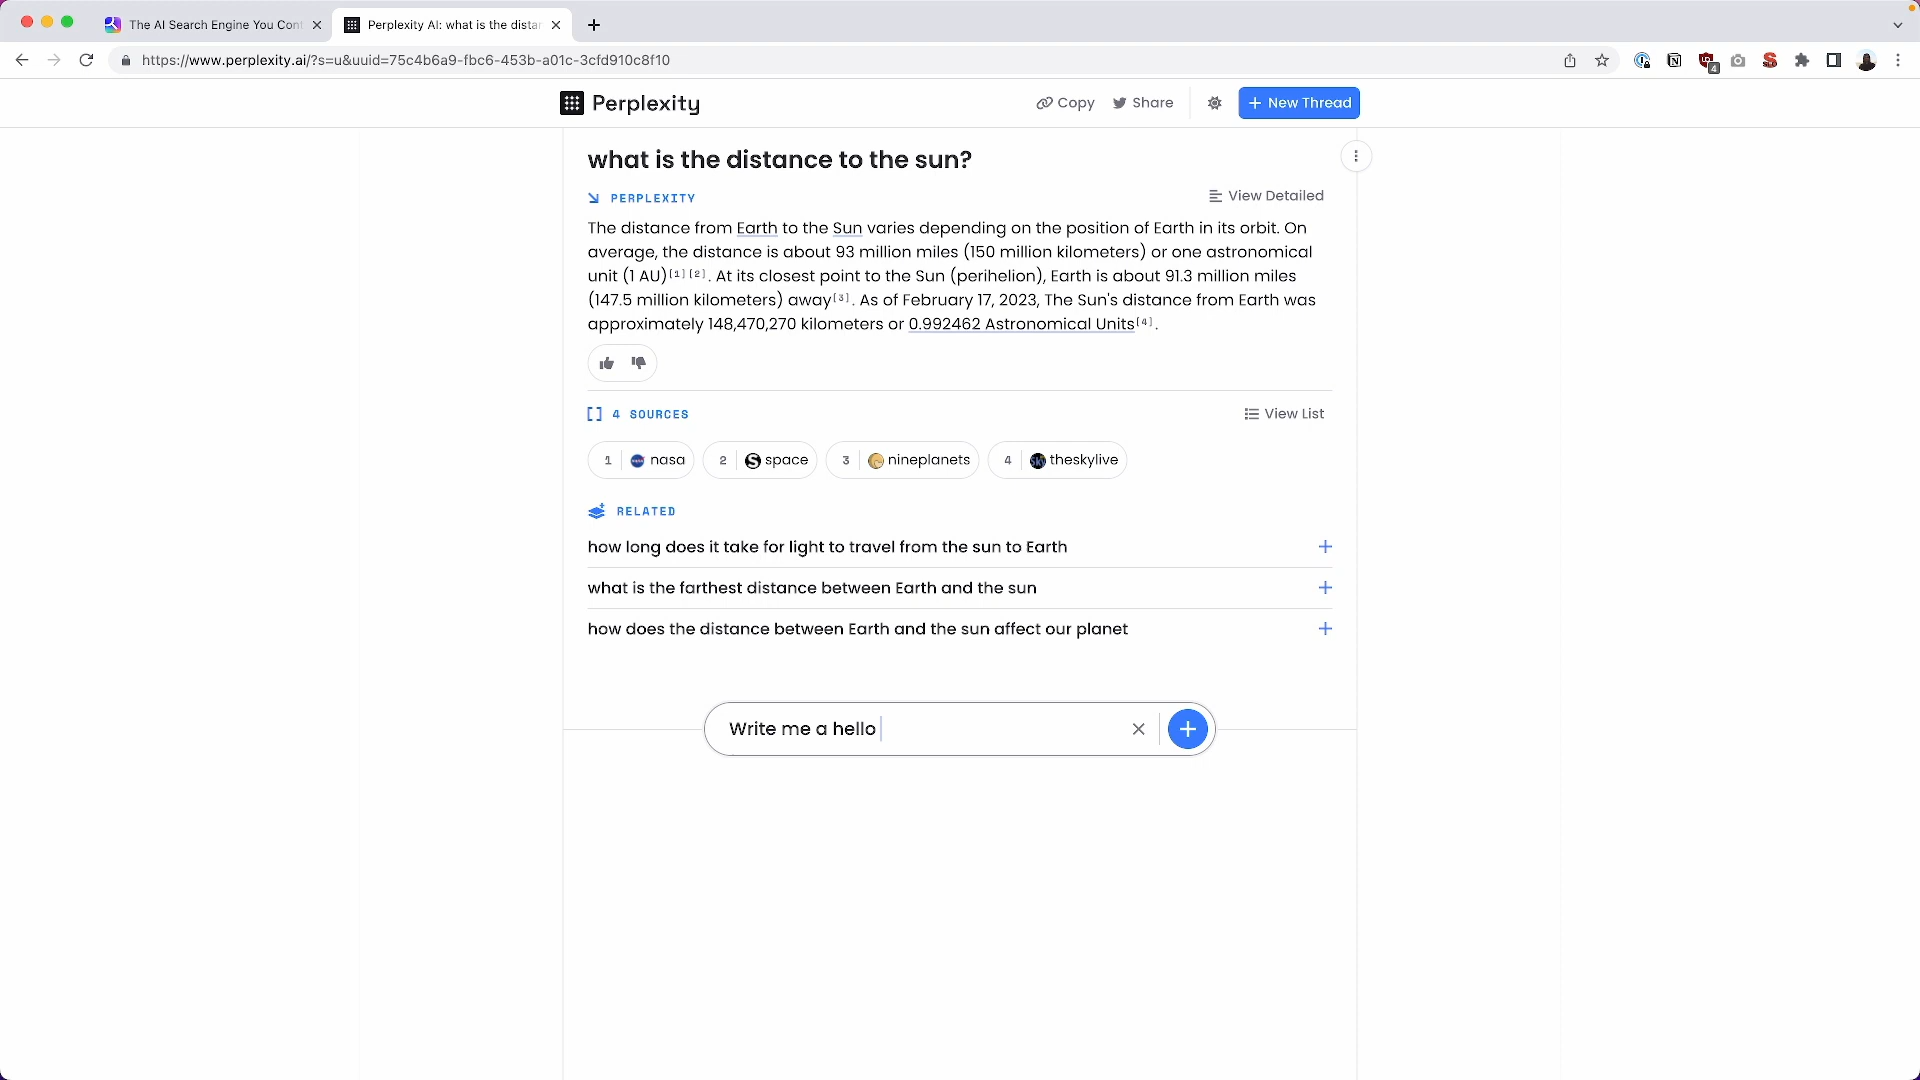 The AI Search Engine You Cont
Perplexity AI: what is the distan
https://www.perplexity.ai/?s=u&uuid=75c4b6a9-fbc6-453b-a01c-3cfd910c8f10
4
Perplexity
Copy
Share
New Thread
what is the distance to the sun?
PERPLEXITY
View Detailed
The distance from Earth to the Sun varies depending on the position of Earth in its orbit. On
average, the distance is about 93 million miles (150 million kilometers) or one astronomical
unit (1 AU)[1][2]. At its closest point to the Sun (perihelion), Earth is about 91.3 million miles
(147.5 million kilometers) away[3]. As of February 17, 2023, The Sun's distance from Earth was
approximately 148,470,270 kilometers or 0.992462 Astronomical Units[4].
4 SOURCES
View List
1 nasa
2 space
3 nineplanets
4 theskylive
RELATED
how long does it take for light to travel from the sun to Earth
what is the farthest distance between Earth and the sun
how does the distance between Earth and the sun affect our planet
Write me a hello